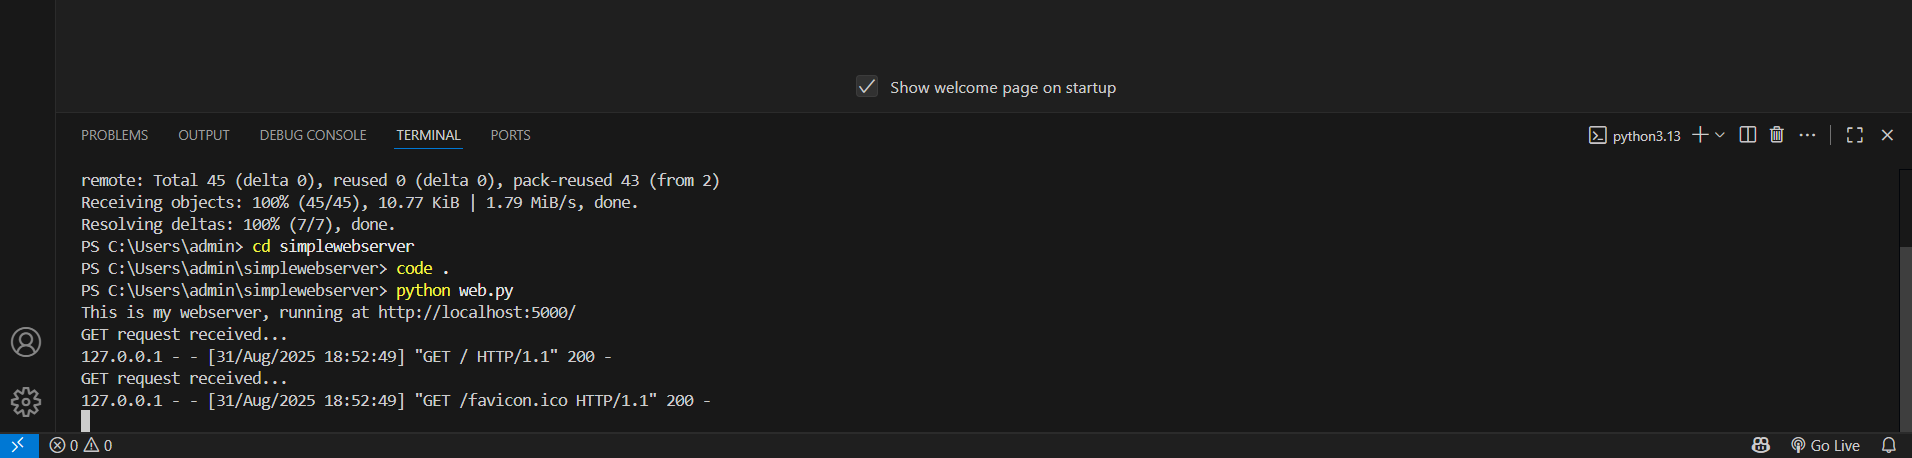 Show welcome page on startup
PROBLEMS OUTPUT DEBUG CONSOLE TERMINAL PORTS python3.13
remote: Total 45 (delta 0), reused 0 (delta 0), pack-reused 43 (from 2)
Receiving objects: 100% (45/45), 10.77 KiB | 1.79 MiB/s, done.
Resolving deltas: 100% (7/7), done.
PS C:\Users\admin> cd simplewebserver
PS C:\Users\admin\simplewebserver> code .
PS C:\Users\admin\simplewebserver> python web.py
This is my webserver, running at http://localhost:5000/
GET request received...
127.0.0.1 - - [31/Aug/2025 18:52:49] "GET / HTTP/1.1" 200 -
GET request received...
127.0.0.1 - - [31/Aug/2025 18:52:49] "GET /favicon.ico HTTP/1.1" 200 -
0 0 Go Live